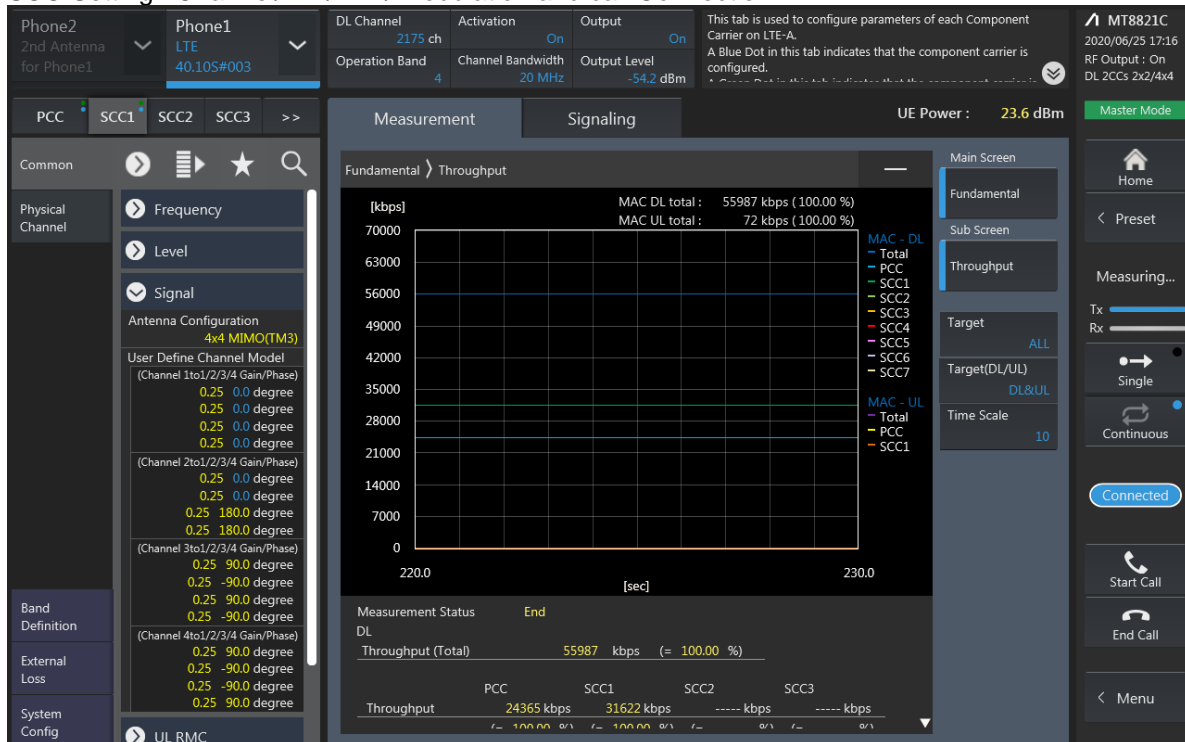 Phone2
2nd Antenna
for Phone1
Phone1
LTE
40.10S#003
DL Channel
2175 ch
Operation Band
4
Activation
On
Channel Bandwidth
20 MHz
Output
On
Output Level
-54.2 dBm
This tab is used to configure parameters of each Component
Carrier on LTE-A.
A Blue Dot in this tab indicates that the component carrier is
configured.
MT8821C
2020/06/25 17:16
RF Output : On
DL 2CCs 2x2/4x4
PCC SCC1 SCC2 SCC3 >>
Measurement Signaling
UE Power : 23.6 dBm
Master Mode
Common
Physical
Channel
Frequency
Level
Signal
Antenna Configuration
4x4 MIMO(TM3)
User Define Channel Model
(Channel 1to1/2/3/4 Gain/Phase)
0.25 0.0 degree
0.25 0.0 degree
0.25 0.0 degree
0.25 0.0 degree
(Channel 2to1/2/3/4 Gain/Phase)
0.25 0.0 degree
0.25 0.0 degree
0.25 180.0 degree
0.25 180.0 degree
(Channel 3to1/2/3/4 Gain/Phase)
0.25 90.0 degree
0.25 -90.0 degree
0.25 90.0 degree
0.25 -90.0 degree
(Channel 4to1/2/3/4 Gain/Phase)
0.25 90.0 degree
0.25 -90.0 degree
0.25 -90.0 degree
0.25 90.0 degree
UL RMC
Band
Definition
External
Loss
System
Config
Fundamental 〉 Throughput
[kbps]
MAC DL total : 55987 kbps ( 100.00 %)
MAC UL total : 72 kbps ( 100.00 %)
70000
63000
56000
49000
42000
35000
28000
21000
14000
7000
0
220.0
230.0
[sec]
MAC - DL
Total
PCC
SCC1
SCC2
SCC3
SCC4
SCC5
SCC6
SCC7
MAC - UL
Total
PCC
SCC1
Measurement Status End
DL
Throughput (Total) 55987 kbps (= 100.00 %)
PCC SCC1 SCC2 SCC3
Throughput 24365 kbps 31622 kbps ----- kbps ----- kbps
(= 100.00 %) (= 100.00 %) (= %) (= %)
Main Screen
Fundamental
Sub Screen
Throughput
Target
ALL
Target(DL/UL)
DL&UL
Time Scale
10
Home
< Preset
Measuring...
Tx
Rx
Single
Continuous
Connected
Start Call
End Call
< Menu